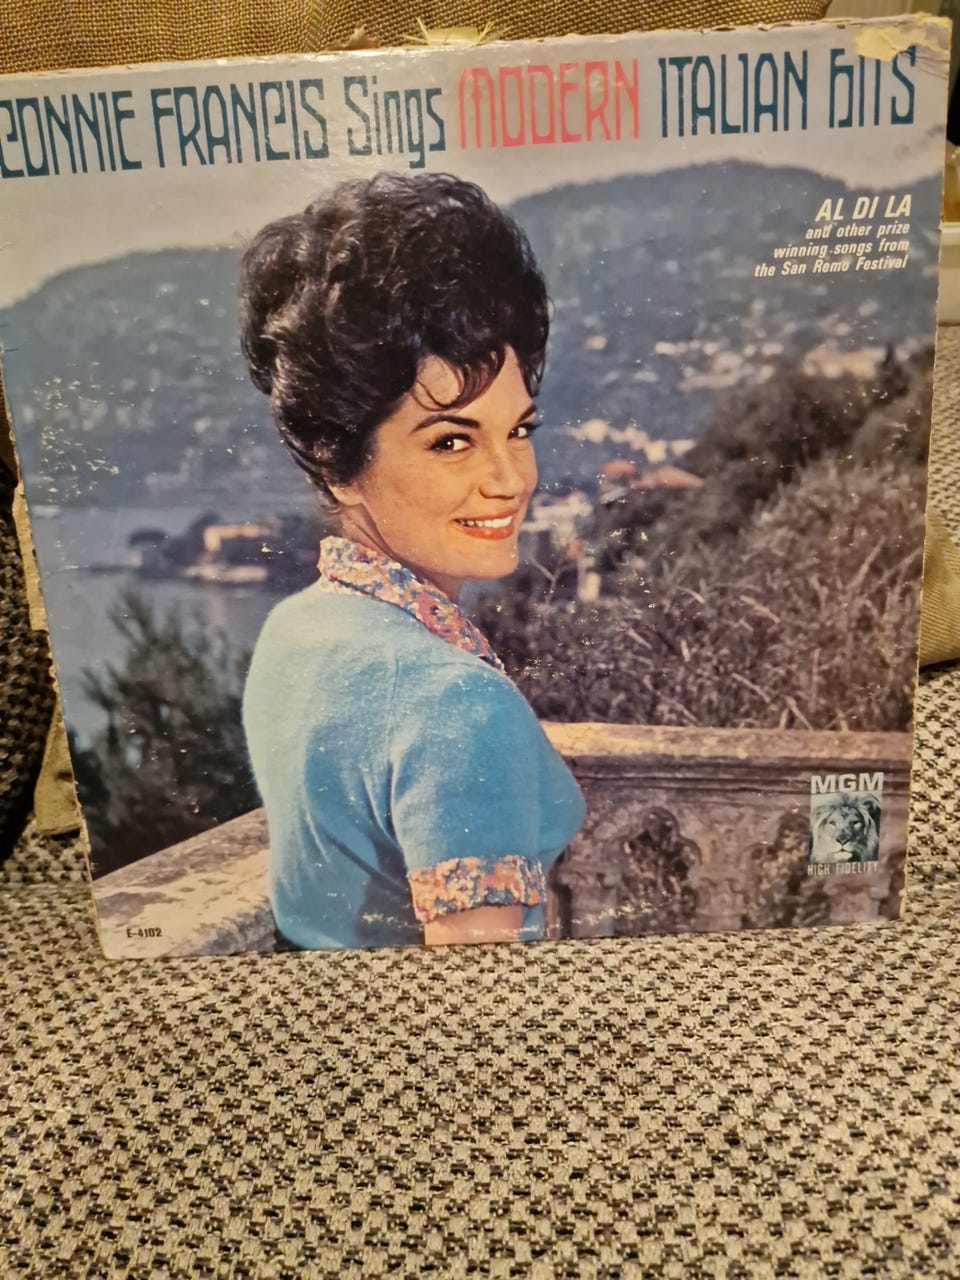 CONNIE FRANCIS Sings MODERN ITALIAN hiTS
AL DI LA
and other prize
winning songs from
the San Remo Festival
MGM
HIGH FIDELITY
E-4102